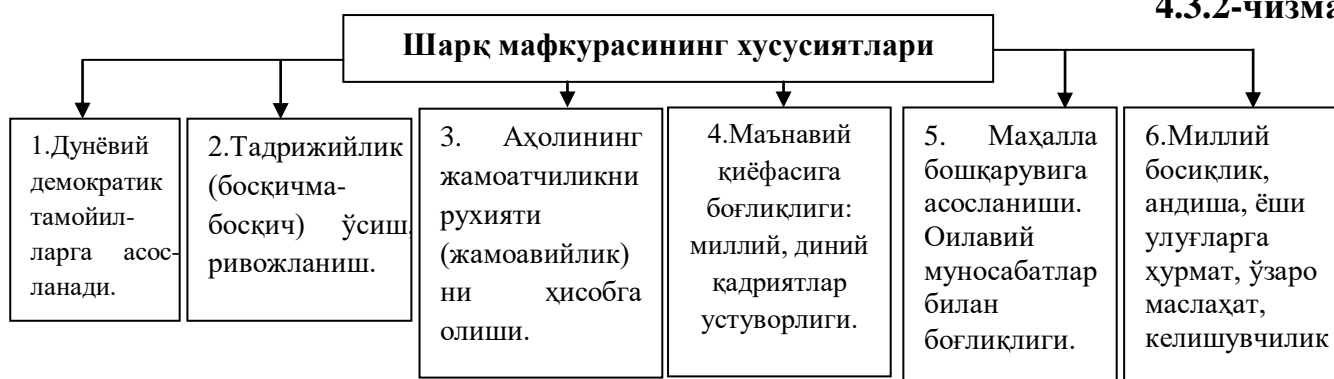 4.3.2-чизма
Шарқ мафкурасининг хусусиятлари
1.Дунёвий
демократик
тамойил-
ларга асос-
ланади.
2.Тадрижийлик
(босқичма-
босқич) ўсиш,
ривожланиш.
3. Аҳолининг
жамоатчиликни
рухияти
(жамоавийлик)
ни ҳисобга
олиши.
4.Маънавий
қиёфасига
боғлиқлиги:
миллий, диний
қадриятлар
устуворлиги.
5. Маҳалла
бошқарувига
асосланиши.
Оилавий
муносабатлар
билан
боғлиқлиги.
6.Миллий
босиқлик,
андиша, ёши
улуғларга
ҳурмат, ўзаро
маслаҳат,
келишувчилик